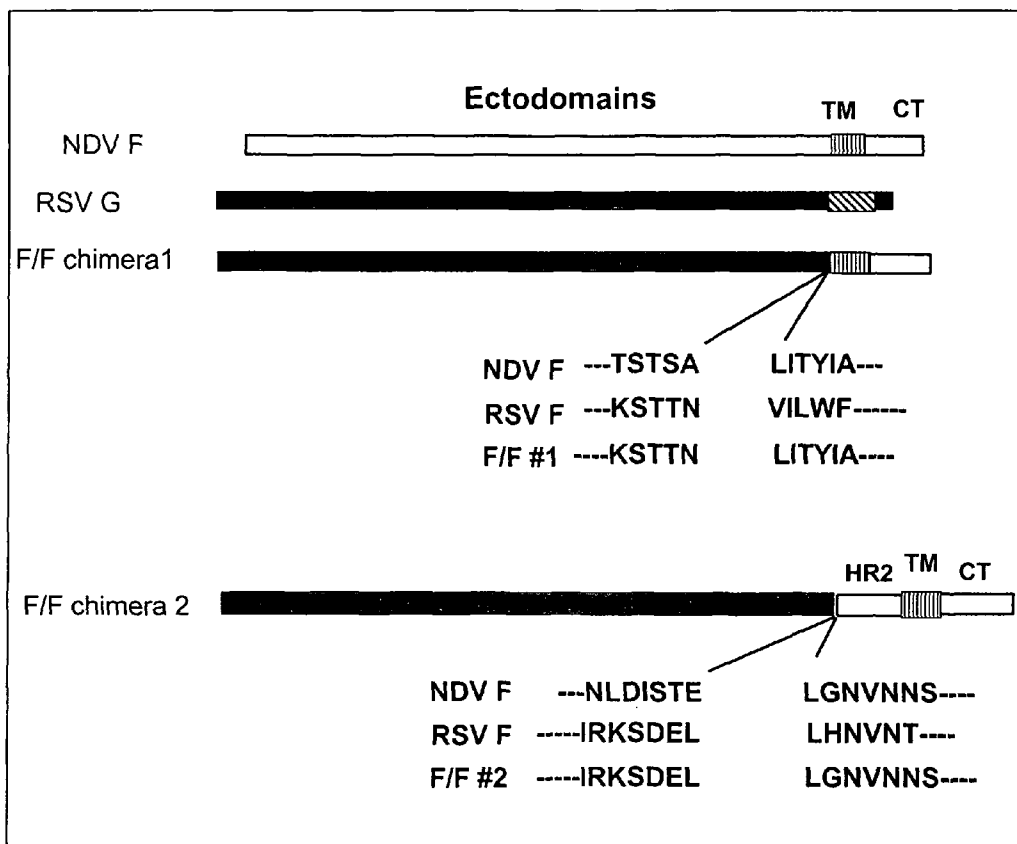 Ectodomains TM CT
NDV F
RSV G
F/F chimera1
NDV F ---TSTSA LITYIA---
RSV F ---KSTTN VILWF------
F/F #1 ----KSTTN LITYIA----
HR2 TM CT
F/F chimera 2
NDV F ---NLDISTE LGNVNNS----
RSV F -----IRKSDEL LHNVNT----
F/F #2 -----IRKSDEL LGNVNNS----